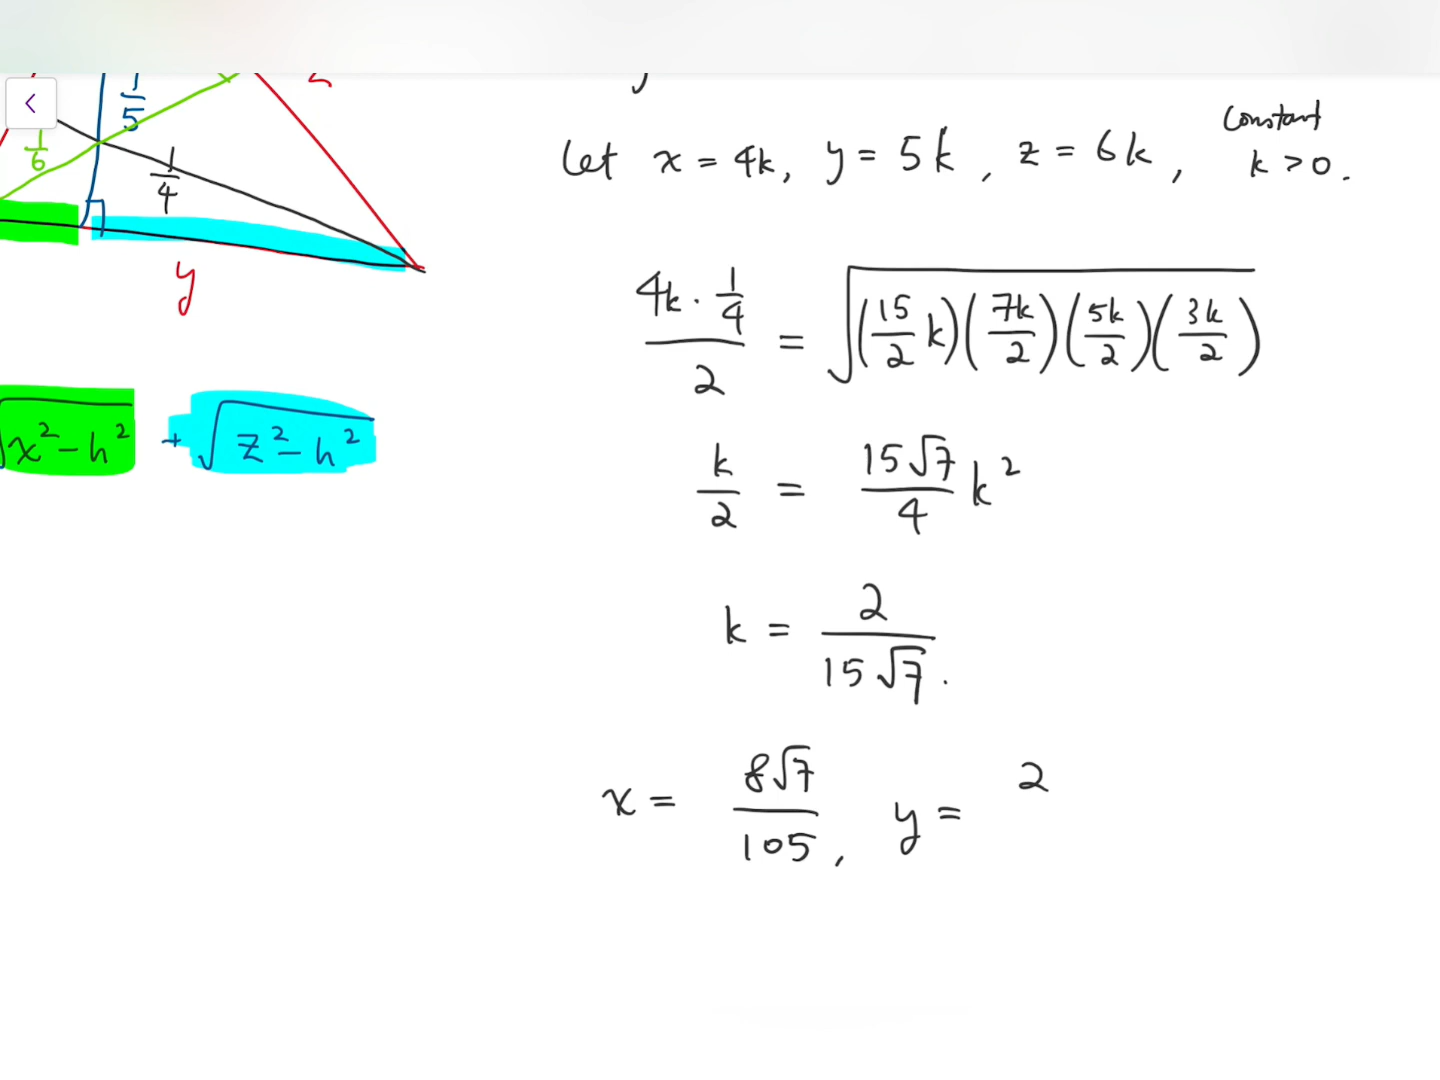 1/5
1/6
1/4
y
√(x² - h²) + √(z² - h²)
Let x = 4k, y = 5k, z = 6k, constant k > 0.
(4k · 1/4)/2 = √((15/2 k)(7k/2)(5k/2)(3k/2))
k/2 = 15√7/4 k²
k = 2/(15√7).
x = 8√7/105, y = 2